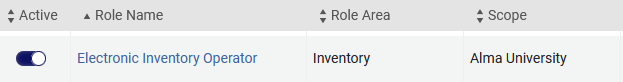 Active Role Name Role Area Scope
Electronic Inventory Operator Inventory Alma University